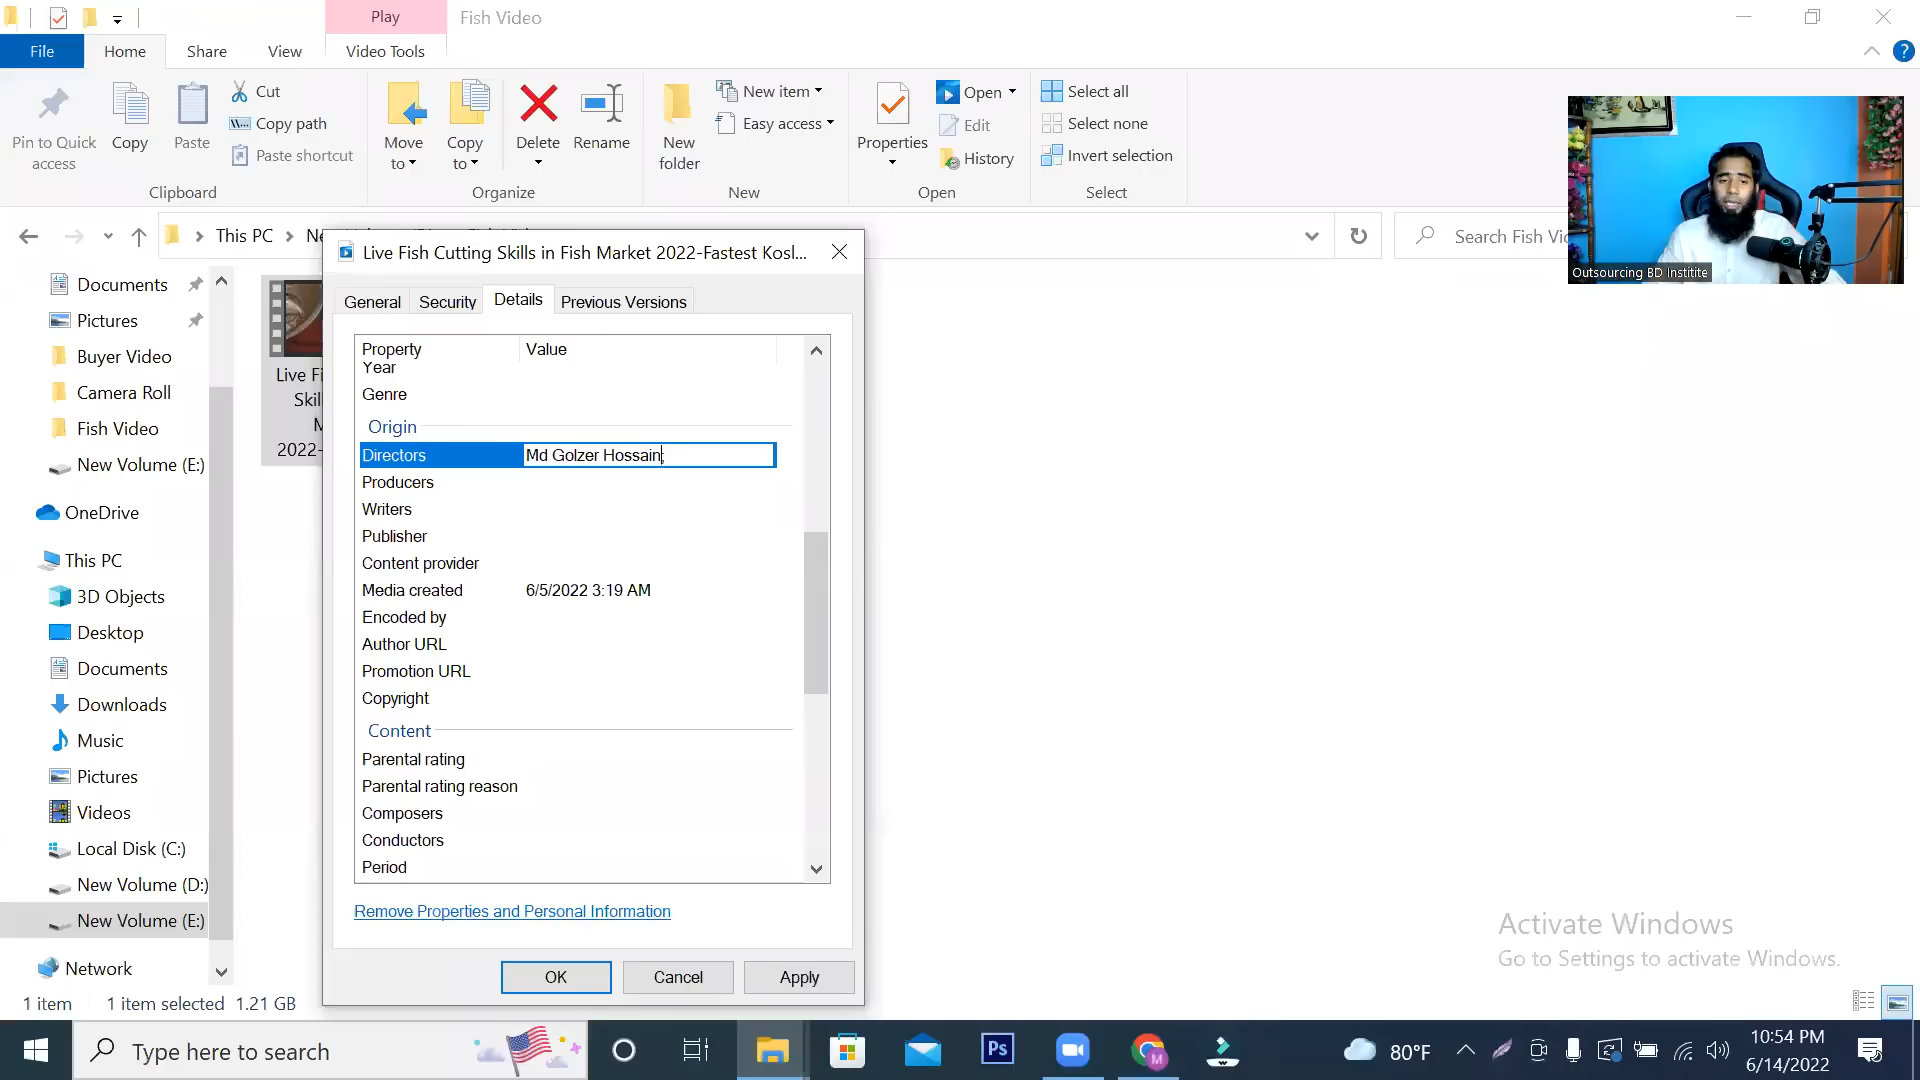 Play
Fish Video
File
Home
Share
View
Video Tools
Pin to Quick access
Copy
Paste
Cut
Copy path
Paste shortcut
Clipboard
Move to
Copy to
Delete
Rename
Organize
New folder
New item
Easy access
New
Properties
Open
Edit
History
Open
Select all
Select none
Invert selection
Select
This PC
Search Fish
Outsourcing BD Institite
Live Fish Cutting Skills in Fish Market 2022-Fastest Kosl...
General
Security
Details
Previous Versions
Property
Value
Year
Genre
Origin
Directors
Md Golzer Hossain;
Producers
Writers
Publisher
Content provider
Media created
6/5/2022 3:19 AM
Encoded by
Author URL
Promotion URL
Copyright
Content
Parental rating
Parental rating reason
Composers
Conductors
Period
Remove Properties and Personal Information
OK
Cancel
Apply
Documents
Pictures
Buyer Video
Camera Roll
Fish Video
New Volume (E:)
OneDrive
This PC
3D Objects
Desktop
Documents
Downloads
Music
Pictures
Videos
Local Disk (C:)
New Volume (D:)
New Volume (E:)
Network
Live
2022-
1 item
1 item selected 1.21 GB
Activate Windows
Go to Settings to activate Windows.
?
Type here to search
Ps
M
80°F
10:54 PM
6/14/2022